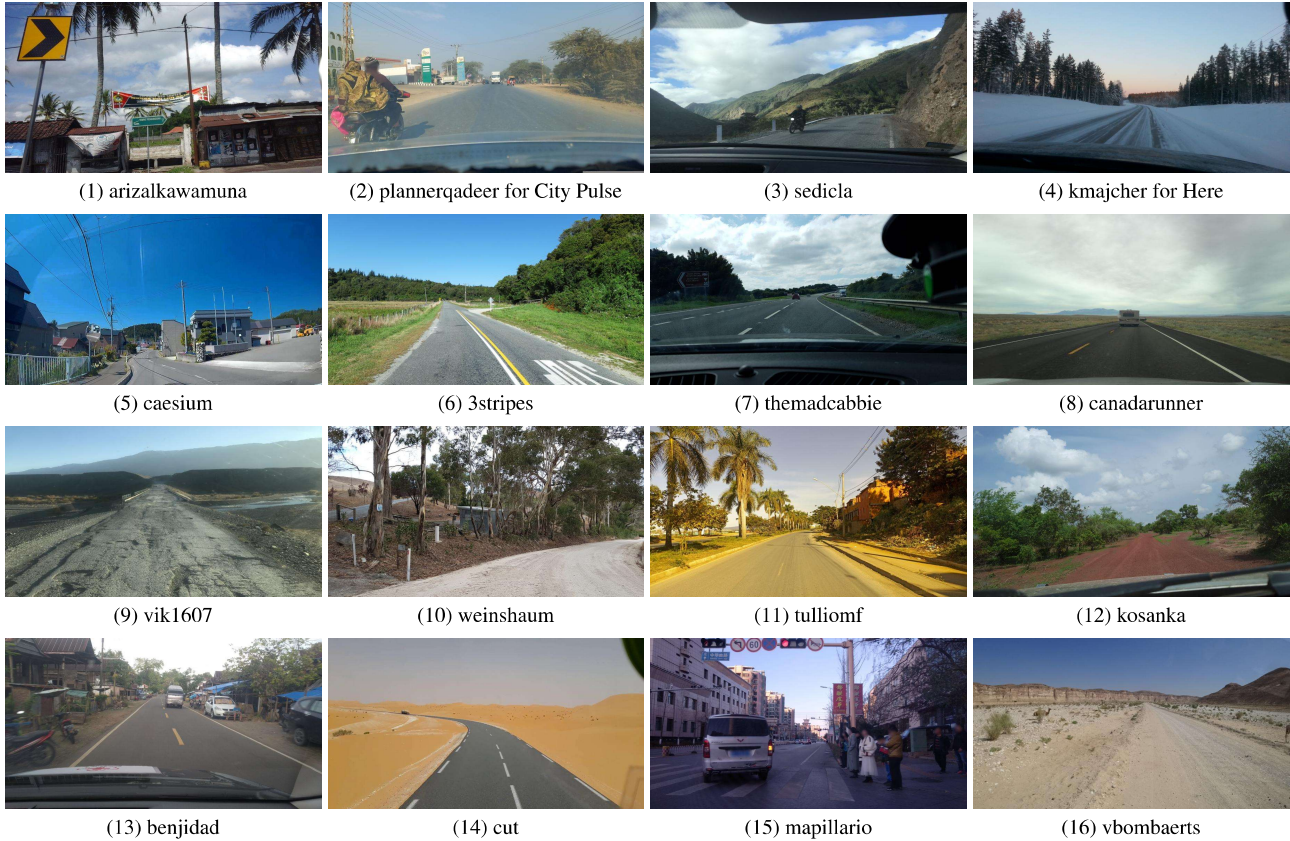 (1) arizalkawamuna
(2) plannerqadeer for City Pulse
(3) sedicla
(4) kmajcher for Here
(5) caesium
(6) 3stripes
(7) themadcabbie
(8) canadarunner
(9) vik1607
(10) weinshaum
(11) tulliomf
(12) kosanka
(13) benjidad
(14) cut
60
(15) mapillario
(16) vbombaerts